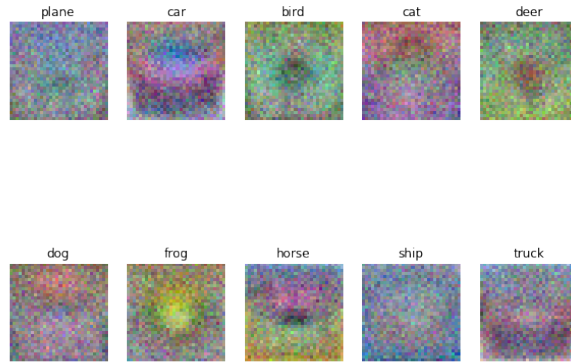 plane car bird cat deer
dog frog horse ship truck